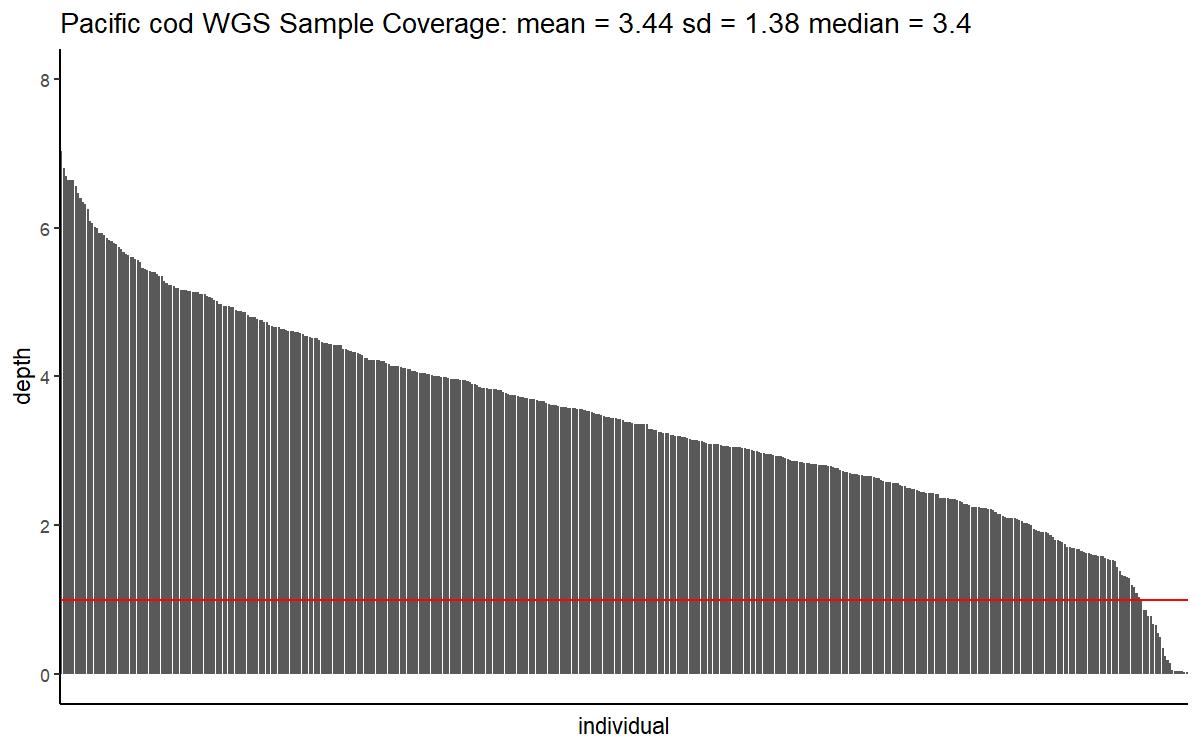 Pacific cod WGS Sample Coverage: mean = 3.44 sd = 1.38 median = 3.4
8
6
4
2
0
depth
individual